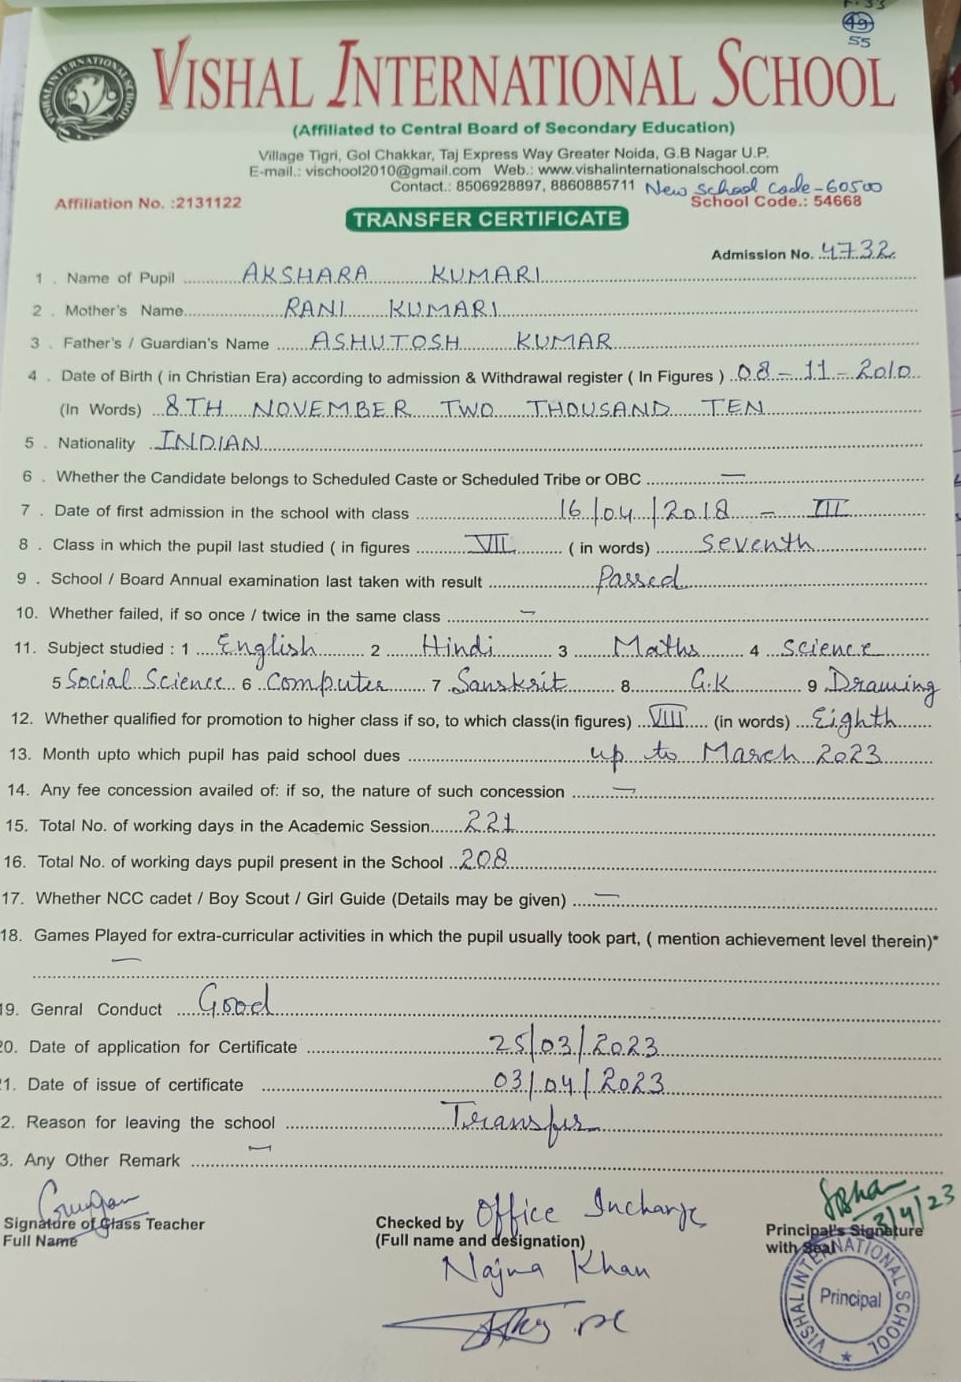 49
55
VISHAL INTERNATIONAL SCHOOL
(Affiliated to Central Board of Secondary Education)
Village Tigri, Gol Chakkar, Taj Express Way Greater Noida, G.B Nagar U.P.
E-mail.: vischool2010@gmail.com Web.: www.vishalinternationalschool.com
Contact.: 8506928897, 8860885711 New School Code - 60500
Affiliation No. :2131122 School Code.: 54668
TRANSFER CERTIFICATE
Admission No. 4732
1 . Name of Pupil AKSHARA KUMARI
2 . Mother's Name RANI KUMARI
3 . Father's / Guardian's Name ASHUTOSH KUMAR
4 . Date of Birth ( in Christian Era) according to admission & Withdrawal register ( In Figures ) 08 - 11 - 2010
(In Words) 8TH NOVEMBER TWO THOUSAND TEN
5 . Nationality INDIAN
6 . Whether the Candidate belongs to Scheduled Caste or Scheduled Tribe or OBC —
7 . Date of first admission in the school with class 16/04/2018 - III
8 . Class in which the pupil last studied ( in figures VII ( in words) Seventh
9 . School / Board Annual examination last taken with result Passed
10. Whether failed, if so once / twice in the same class —
11. Subject studied : 1 English 2 Hindi 3 Maths 4 Science
5 Social Science 6 Computer 7 Sanskrit 8 G.K 9 Drawing
12. Whether qualified for promotion to higher class if so, to which class(in figures) VIII (in words) Eighth
13. Month upto which pupil has paid school dues up to March 2023
14. Any fee concession availed of: if so, the nature of such concession —
15. Total No. of working days in the Academic Session 221
16. Total No. of working days pupil present in the School 208
17. Whether NCC cadet / Boy Scout / Girl Guide (Details may be given) —
18. Games Played for extra-curricular activities in which the pupil usually took part, ( mention achievement level therein)*
—
19. Genral Conduct Good
20. Date of application for Certificate 25/03/2023
21. Date of issue of certificate 03/04/2023
2. Reason for leaving the school Transfer
3. Any Other Remark —
Signature of Class Teacher
Full Name
Checked by Office Incharge
(Full name and designation)
Najma Khan
3/4/23
Principal's Signature
with Seal
VISHAL INTERNATIONAL SCHOOL
Principal